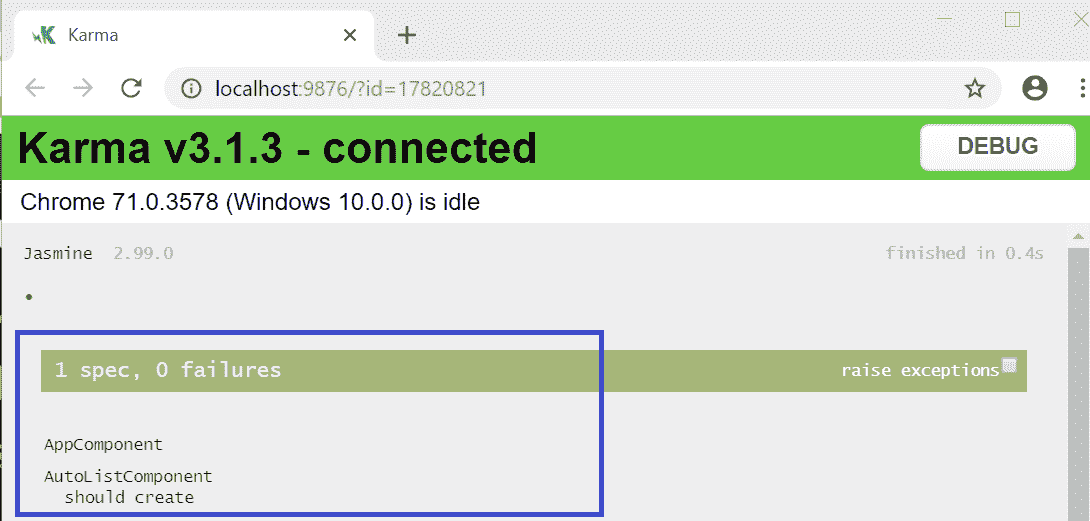 Karma
localhost:9876/?id=17820821
Karma v3.1.3 - connected
DEBUG
Chrome 71.0.3578 (Windows 10.0.0) is idle
Jasmine 2.99.0
finished in 0.4s
•
1 spec, 0 failures
raise exceptions
AppComponent
AutoListComponent
should create